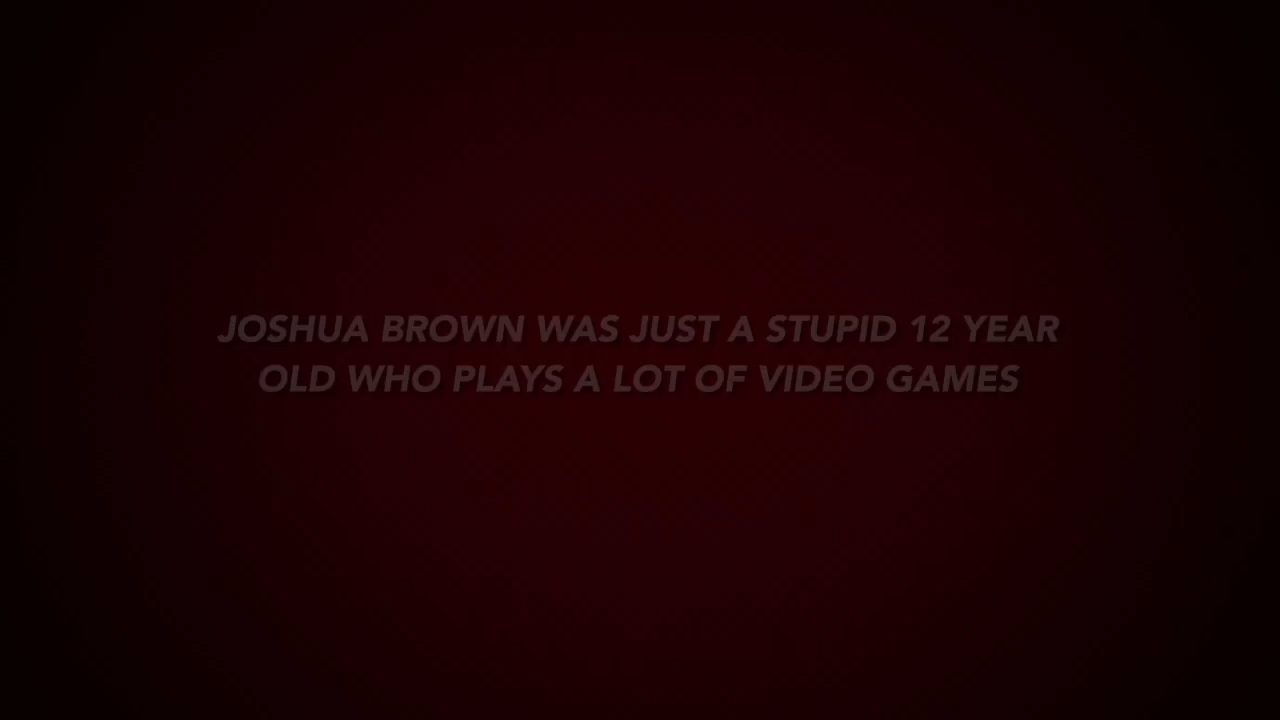 JOSHUA BROWN WAS JUST A STUPID 12 YEAR
OLD WHO PLAYS A LOT OF VIDEO GAMES